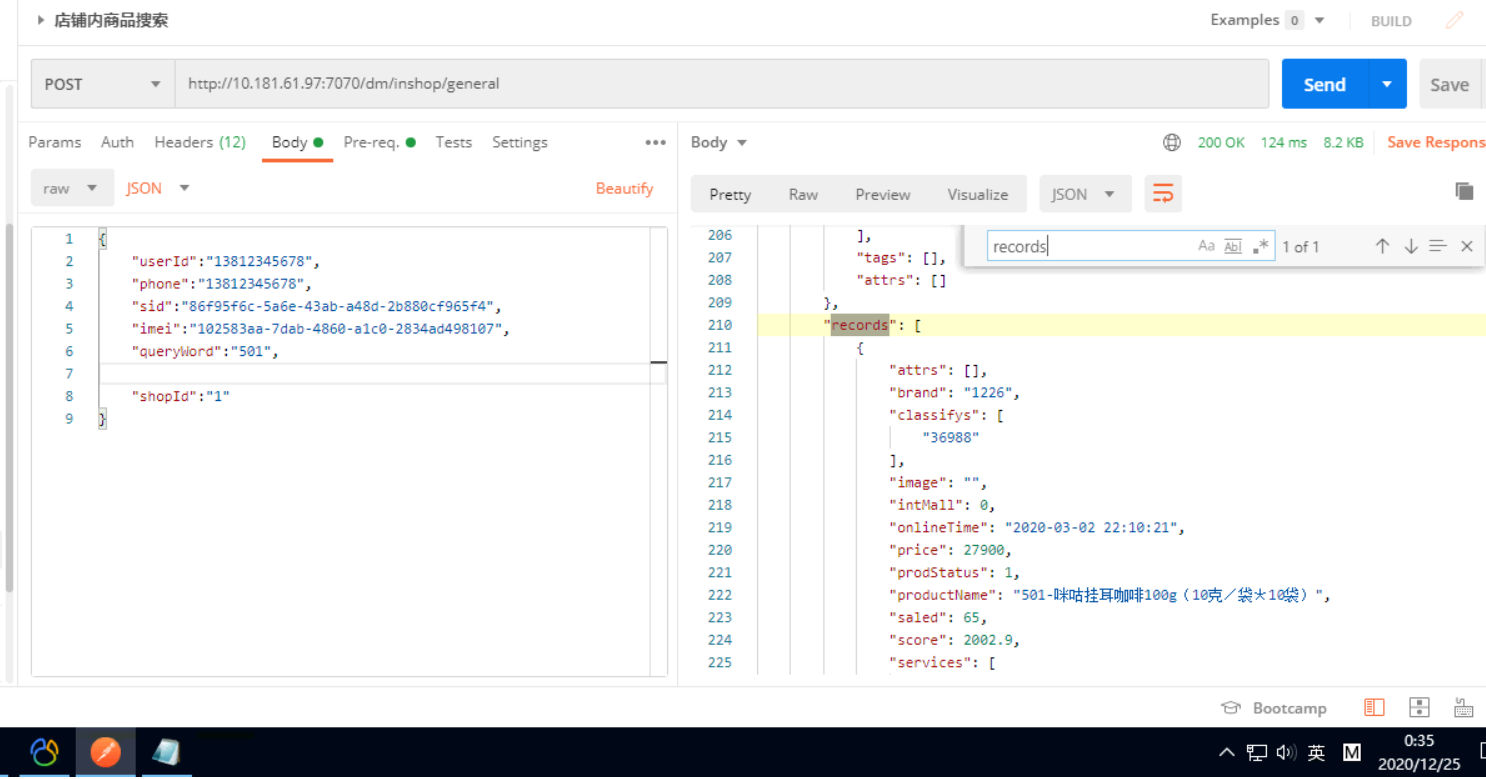 店铺内商品搜索
Examples 0
BUILD
POST
http://10.181.61.97:7070/dm/inshop/general
Send
Save
Params Auth Headers (12) Body Pre-req. Tests Settings
Body
200 OK 124 ms 8.2 KB Save Respons
raw JSON Beautify
Pretty Raw Preview Visualize JSON
1 {
2 "userId":"13812345678",
3 "phone":"13812345678",
4 "sid":"86f95f6c-5a6e-43ab-a48d-2b880cf965f4",
5 "imei":"102583aa-7dab-4860-a1c0-2834ad498107",
6 "queryWord":"501",
7
8 "shopId":"1"
9 }
records Aa Abl .* 1 of 1
206 ],
207 "tags": [],
208 "attrs": []
209 },
210 "records": [
211 {
212 "attrs": [],
213 "brand": "1226",
214 "classifys": [
215 "36988"
216 ],
217 "image": "",
218 "intMall": 0,
219 "onlineTime": "2020-03-02 22:10:21",
220 "price": 27900,
221 "prodStatus": 1,
222 "productName": "501-咪咕挂耳咖啡100g（10克／袋＊10袋）",
223 "saled": 65,
224 "score": 2002.9,
225 "services": [
Bootcamp
英 M
0:35
2020/12/25